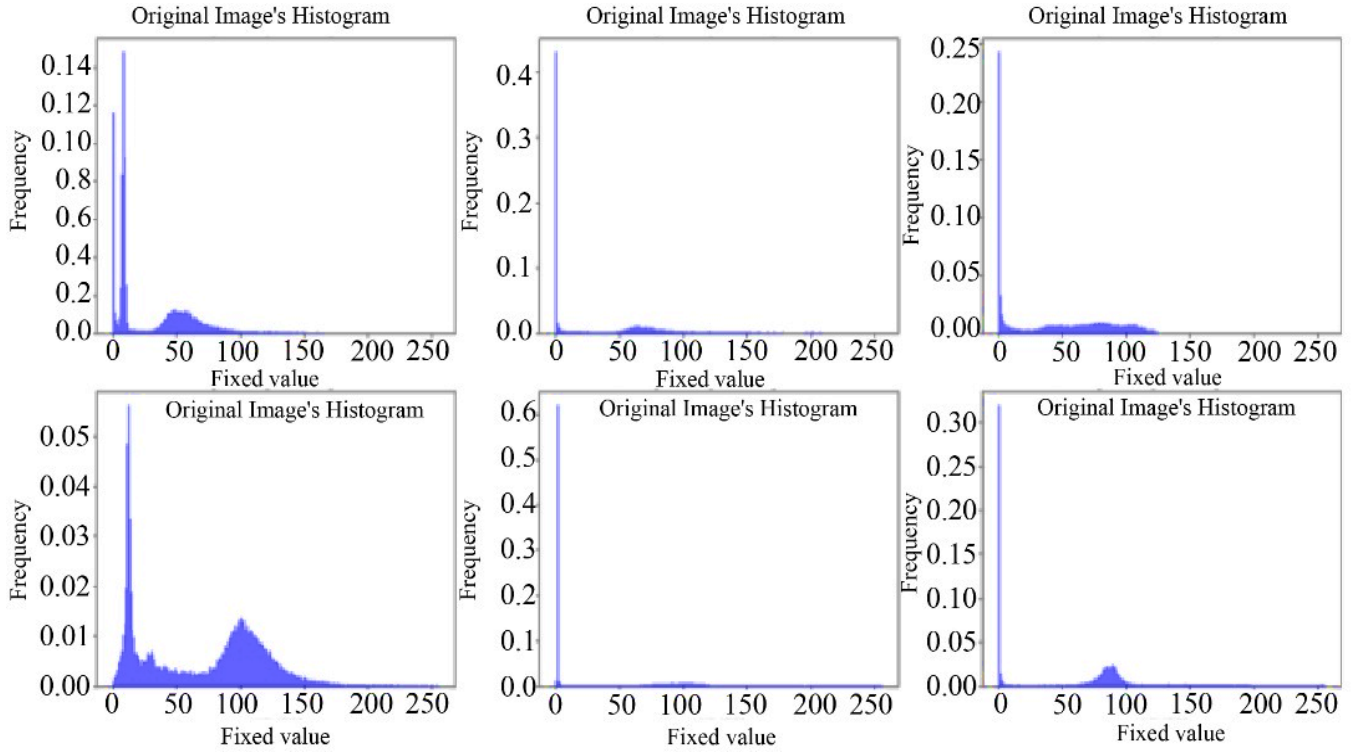 Original Image's Histogram
Frequency
0.14
0.12
0.10
0.8
0.6
0.4
0.2
0.0
0 50 100 150 200 250
Fixed value
Original Image's Histogram
Frequency
0.4
0.3
0.2
0.1
0.0
0 50 100 150 200 250
Fixed value
Original Image's Histogram
Frequency
0.25
0.20
0.15
0.10
0.05
0.00
0 50 100 150 200 250
Fixed value
Original Image's Histogram
Frequency
0.05
0.04
0.03
0.02
0.01
0.00
0 50 100 150 200 250
Fixed value
Original Image's Histogram
Frequency
0.6
0.5
0.4
0.3
0.2
0.1
0.0
0 50 100 150 200 250
Fixed value
Original Image's Histogram
Frequency
0.30
0.25
0.20
0.15
0.10
0.05
0.00
0 50 100 150 200 250
Fixed value